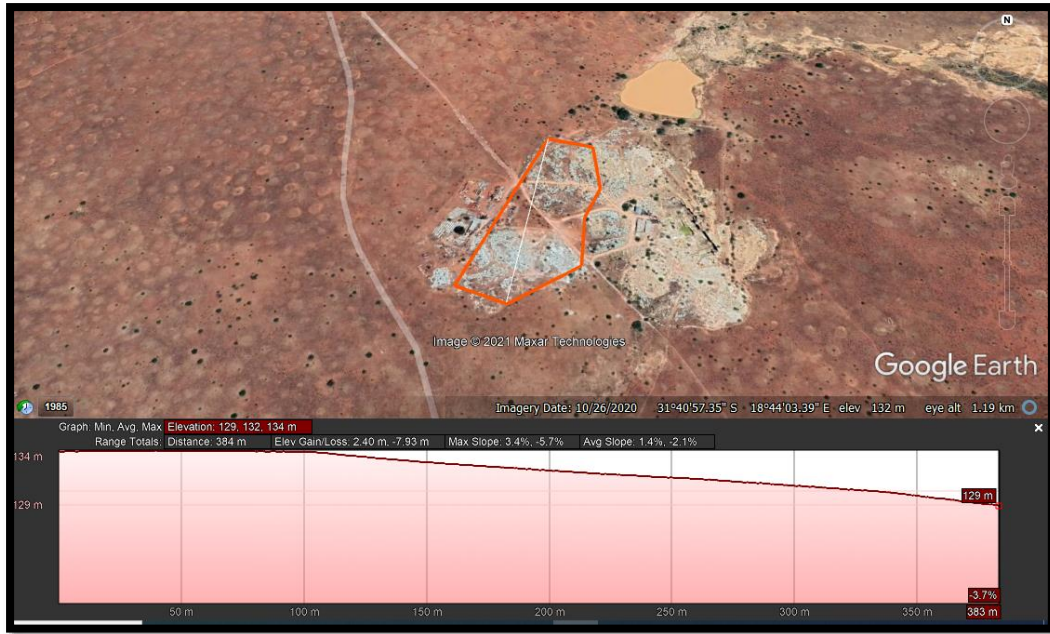 N
Image © 2021 Maxar Technologies
Google Earth
1985
Imagery Date: 10/26/2020 31°40'57.35" S 18°44'03.39" E elev 132 m eye alt 1.19 km
Graph: Min, Avg, Max Elevation: 129, 132, 134 m
Range Totals: Distance: 384 m Elev Gain/Loss: 2.40 m, -7.93 m Max Slope: 3.4%, -5.7% Avg Slope: 1.4%, -2.1%
134 m
129 m
129 m
-3.7%
50 m 100 m 150 m 200 m 250 m 300 m 350 m 383 m